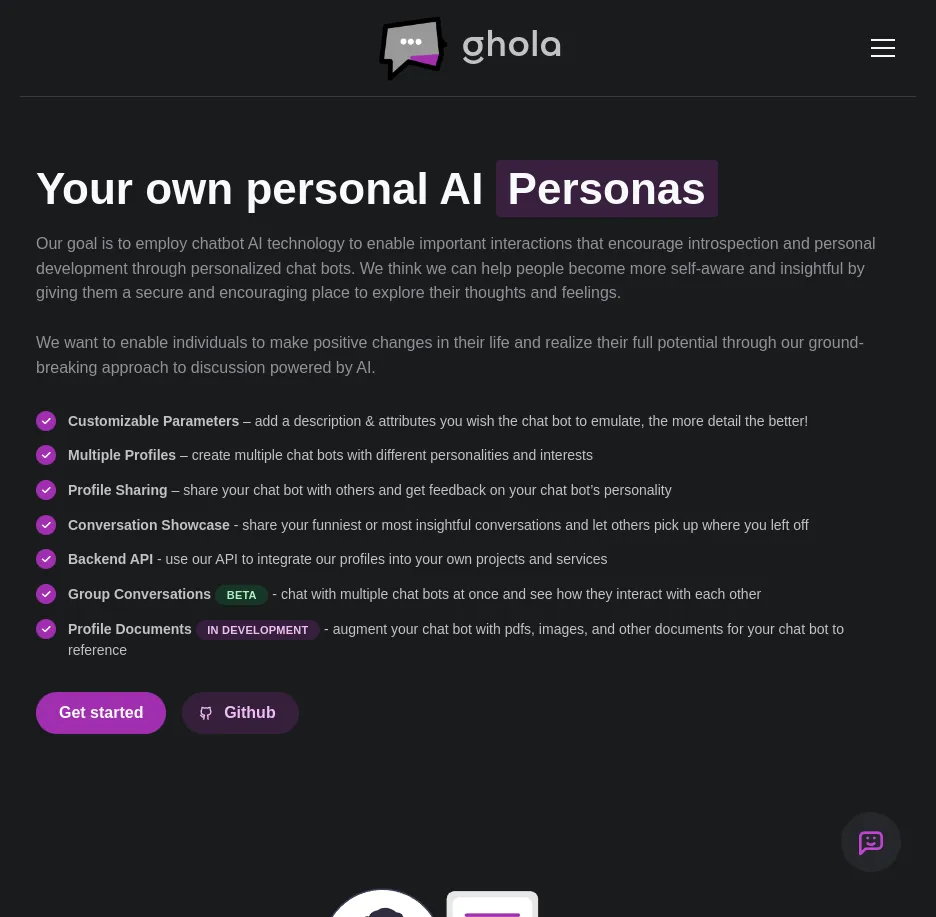 ghola
Your own personal AI Personas
Our goal is to employ chatbot AI technology to enable important interactions that encourage introspection and personal
development through personalized chat bots. We think we can help people become more self-aware and insightful by
giving them a secure and encouraging place to explore their thoughts and feelings.
We want to enable individuals to make positive changes in their life and realize their full potential through our ground-
breaking approach to discussion powered by AI.
Customizable Parameters – add a description & attributes you wish the chat bot to emulate, the more detail the better!
Multiple Profiles – create multiple chat bots with different personalities and interests
Profile Sharing – share your chat bot with others and get feedback on your chat bot’s personality
Conversation Showcase - share your funniest or most insightful conversations and let others pick up where you left off
Backend API - use our API to integrate our profiles into your own projects and services
Group Conversations BETA - chat with multiple chat bots at once and see how they interact with each other
Profile Documents IN DEVELOPMENT - augment your chat bot with pdfs, images, and other documents for your chat bot to
reference
Get started
Github